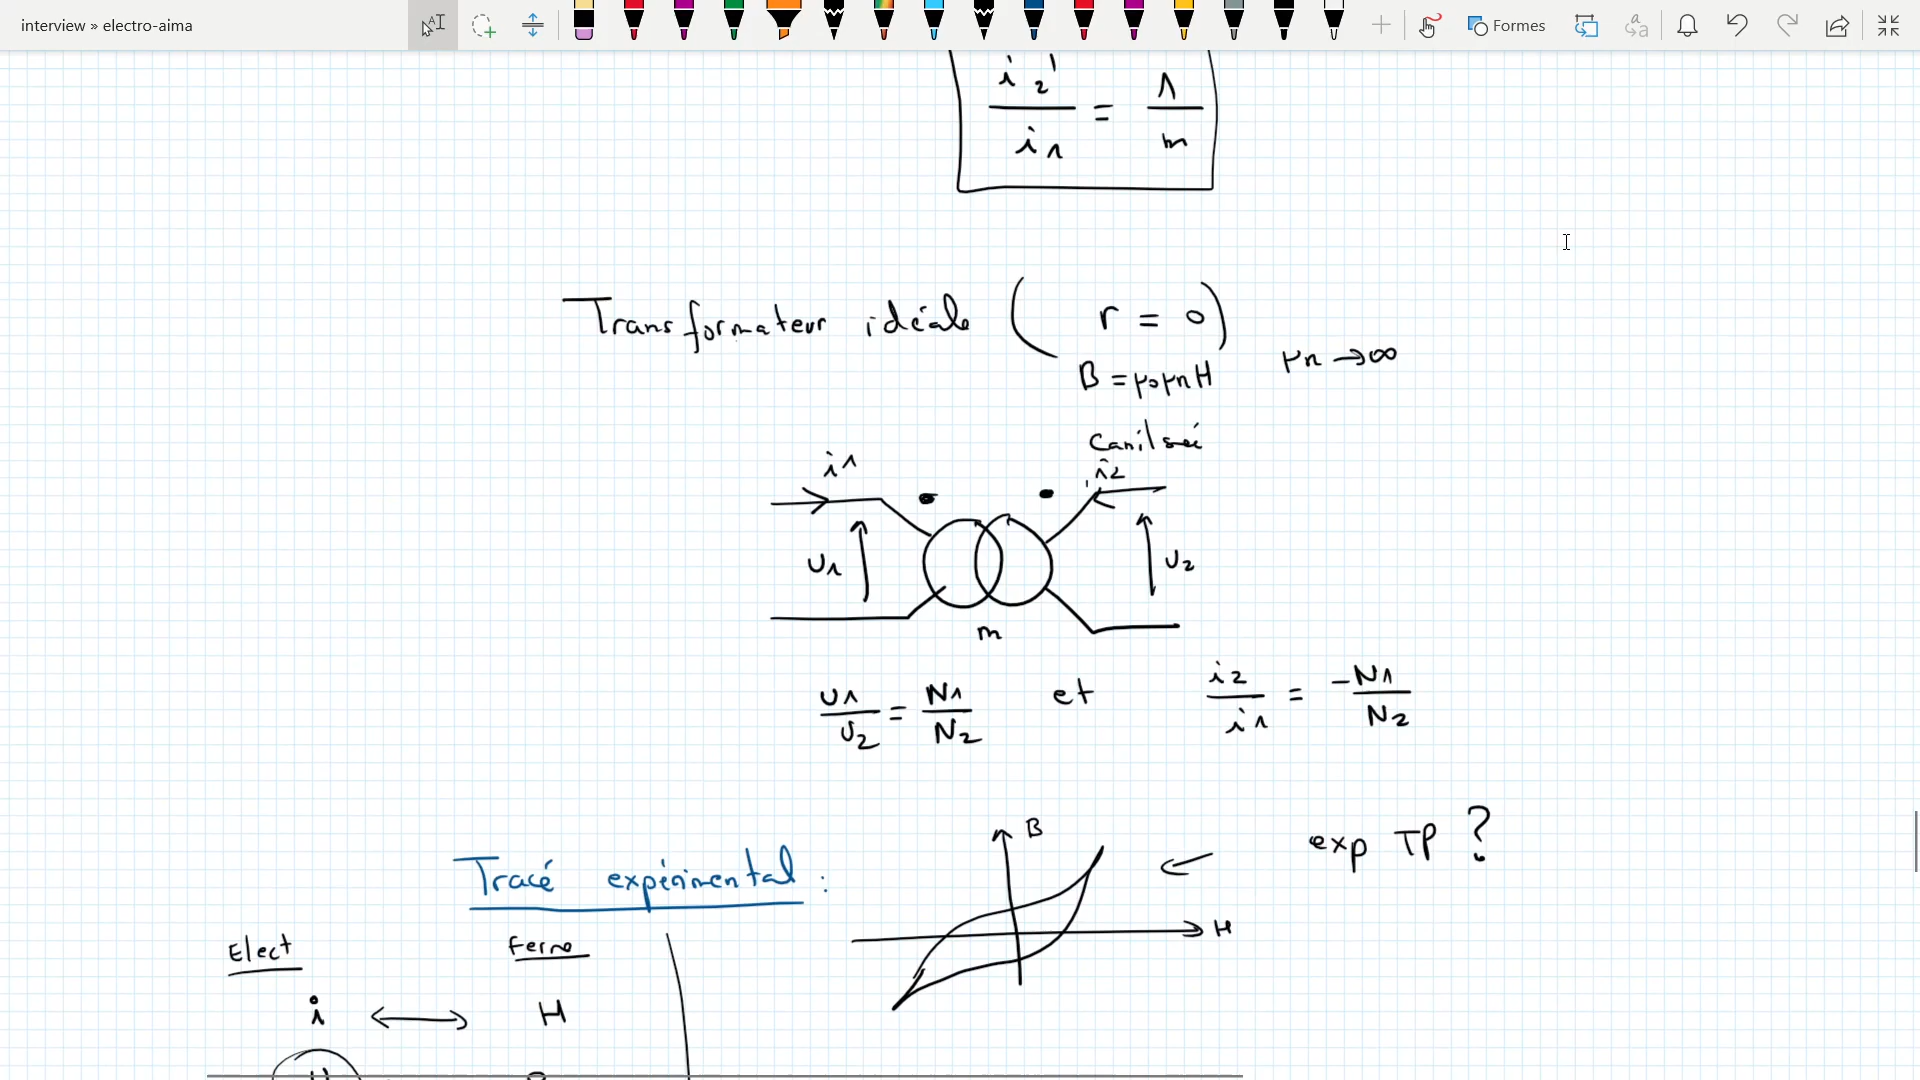 interview » electro-aima
Formes
i2' / i1 = 1 / m
Transformateur idéale ( r = 0 )
B = μ0μrH μr → ∞
i1
i2
U1
U2
m
U1 / U2 = N1 / N2 et i2 / i1 = -N1 / N2
B
exp TP ?
Tracé expérimental :
H
Elect Ferro
i ↔ H